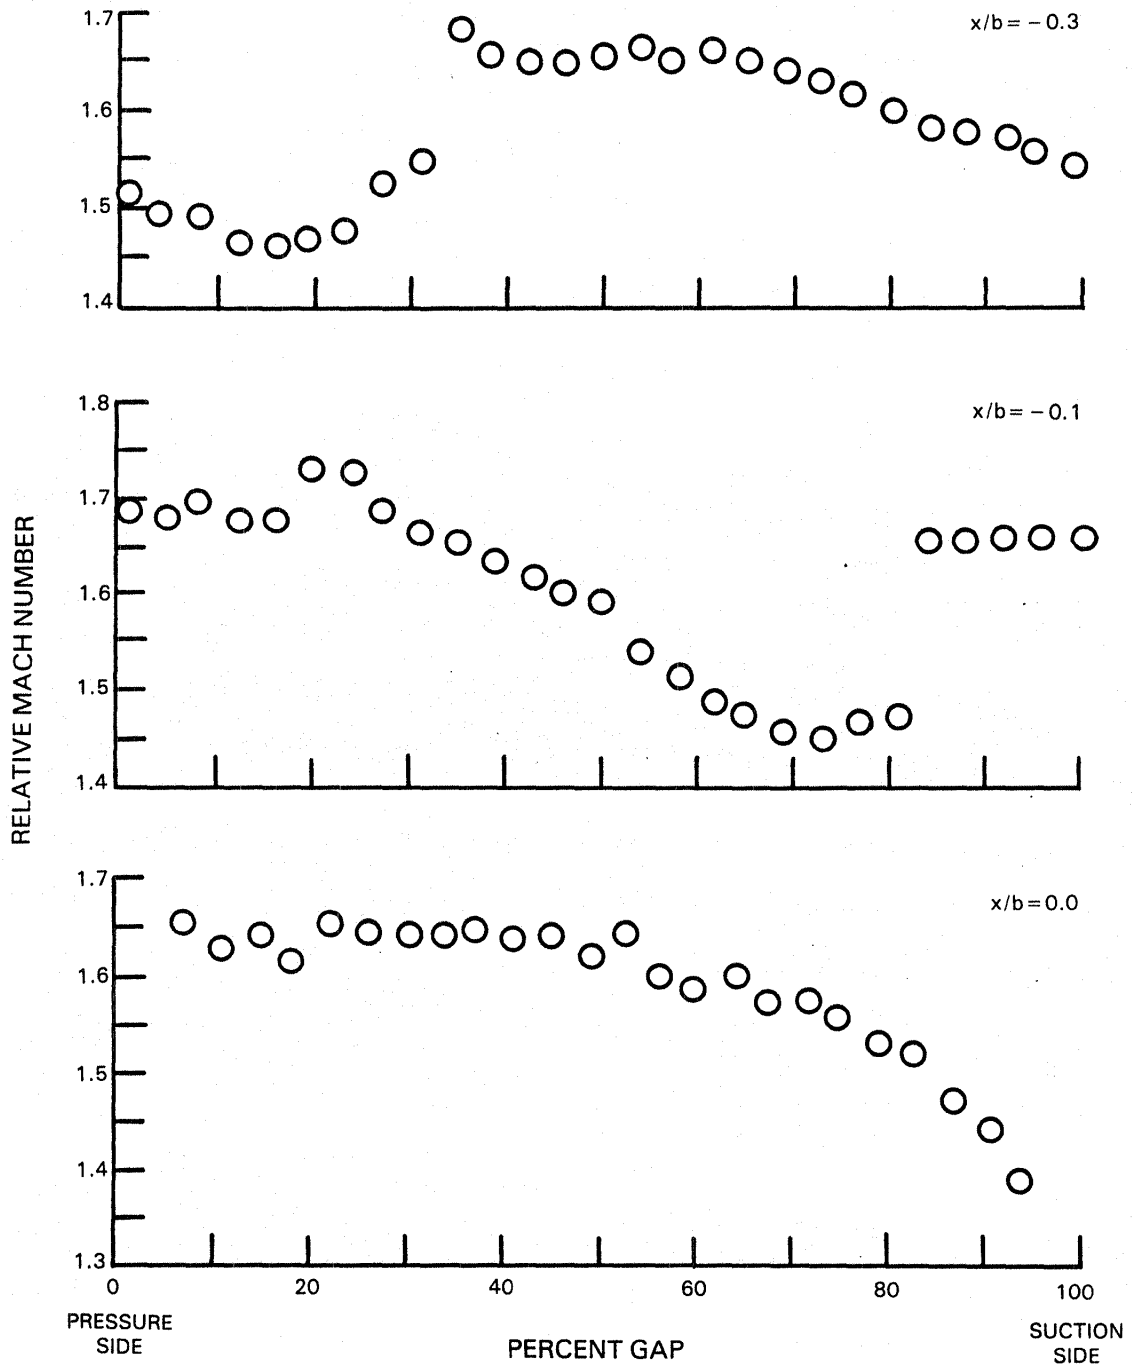 1.7
x/b= −0.3
1.6
1.5
1.4
1.8
x/b= −0.1
1.7
1.6
1.5
1.4
RELATIVE MACH NUMBER
1.7
x/b=0.0
1.6
1.5
1.4
1.3
0 20 40 60 80 100
PRESSURE
SIDE
PERCENT GAP
SUCTION
SIDE